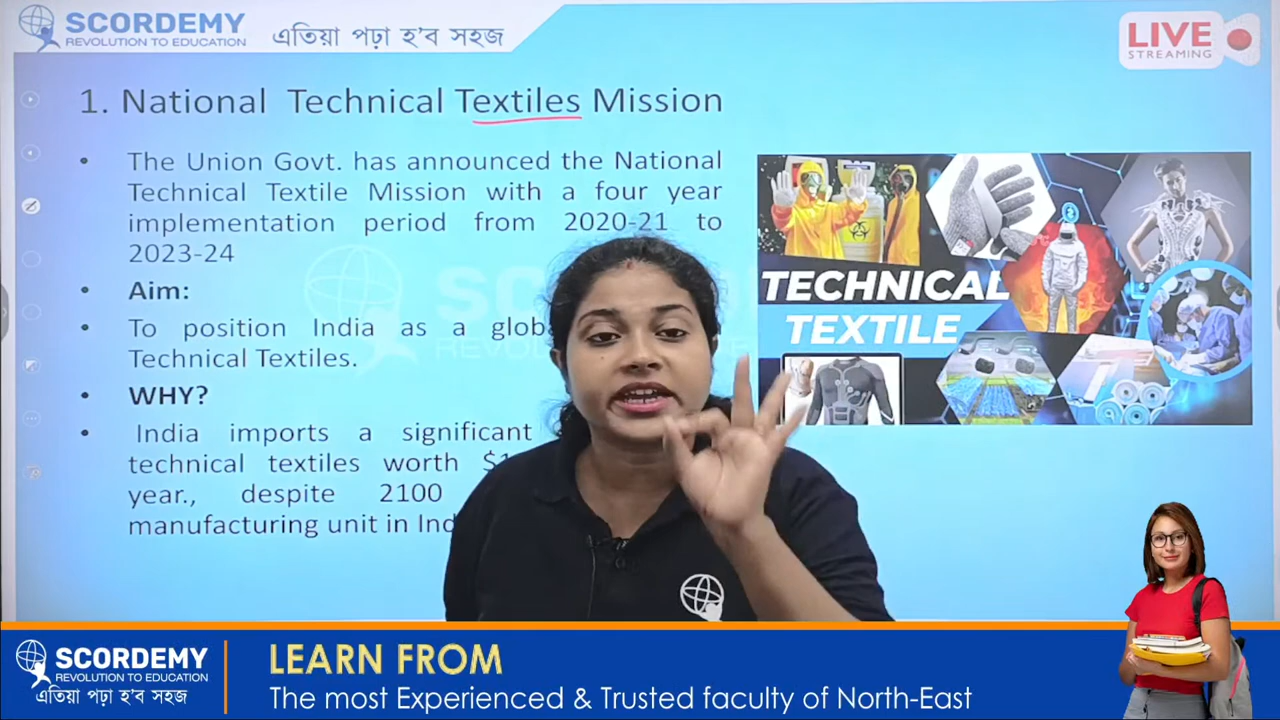 SCORDEMY
REVOLUTION TO EDUCATION
এতিয়া পঢ়া হ'ব সহজ
LIVE
STREAMING
1. National Technical Textiles Mission
• The Union Govt. has announced the National
Technical Textile Mission with a four year
implementation period from 2020-21 to
2023-24
• Aim:
• To position India as a
Technical Textiles.
• WHY?
• India imports a significant
technical textiles worth
year., despite 2100
manufacturing unit in
TECHNICAL
TEXTILE
SCORDEMY
REVOLUTION TO EDUCATION
এতিয়া পঢ়া হ'ব সহজ
LEARN FROM
The most Experienced & Trusted faculty of North-East